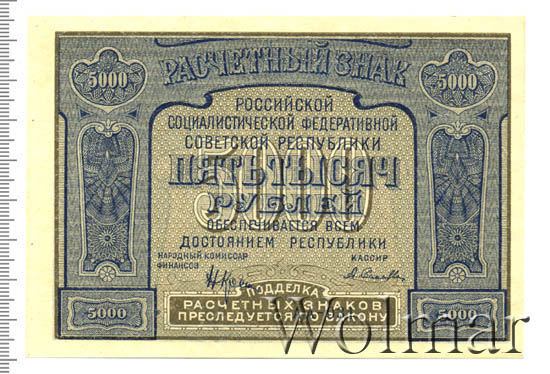 5000 РАСЧЕТНЫЙ ЗНАК 5000
РОССИЙСКОЙ
СОЦИАЛИСТИЧЕСКОЙ ФЕДЕРАТИВНОЙ
СОВЕТСКОЙ РЕСПУБЛИКИ
5000
ПЯТЬ ТЫСЯЧ
РУБЛЕЙ
ОБЕСПЕЧИВАЕТСЯ ВСЕМ
ДОСТОЯНИЕМ РЕСПУБЛИКИ
НАРОДНЫЙ КОМИССАР
ФИНАНСОВ
КАССИР
ПОДДЕЛКА
РАСЧЕТНЫХ ЗНАКОВ
ПРЕСЛЕДУЕТСЯ ПО ЗАКОНУ
5000 5000
Wolmar